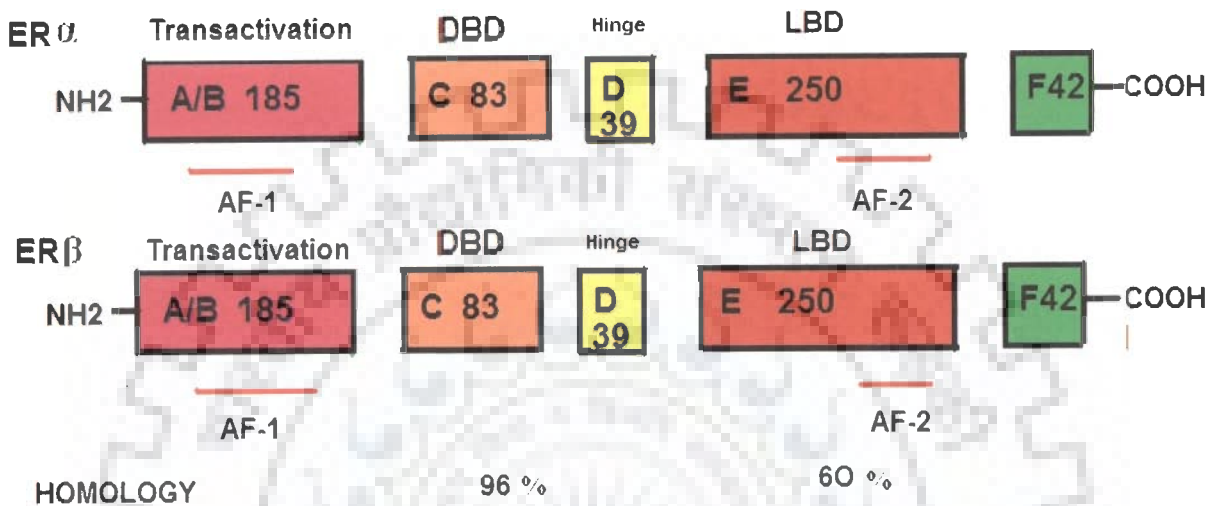 ERα Transactivation DBD Hinge LBD
NH2 A/B 185 C 83 D 39 E 250 F42 COOH
AF-1 AF-2
ERβ Transactivation DBD Hinge LBD
NH2 A/B 185 C 83 D 39 E 250 F42 COOH
AF-1 AF-2
HOMOLOGY 96 % 60 %